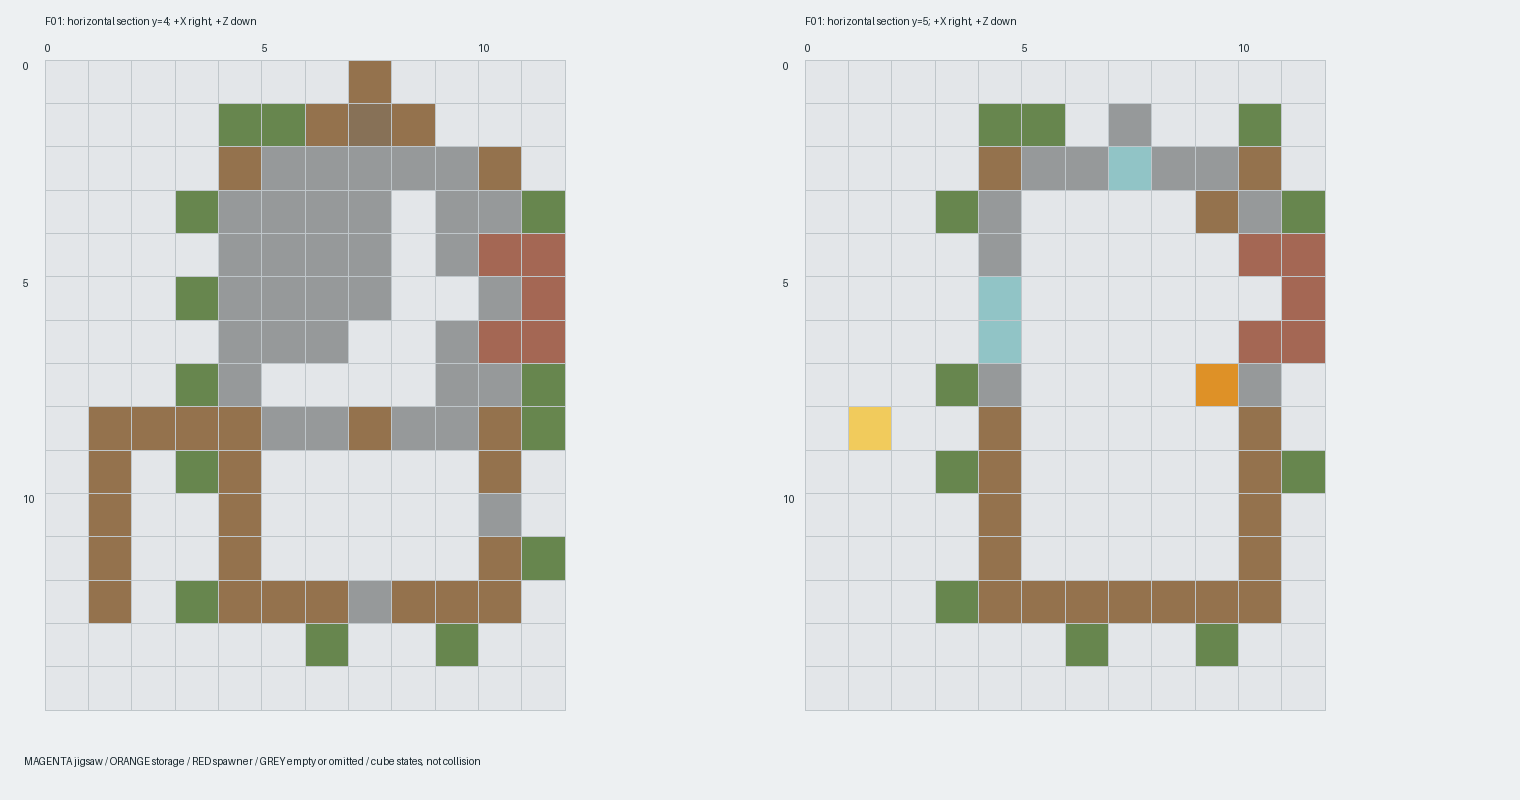 F01: horizontal section y=4; +X right, +Z down
F01: horizontal section y=5; +X right, +Z down
0 5 10
0 5 10
0
0
5
5
10
10
MAGENTA jigsaw / ORANGE storage / RED spawner / GREY empty or omitted / cube states, not collision